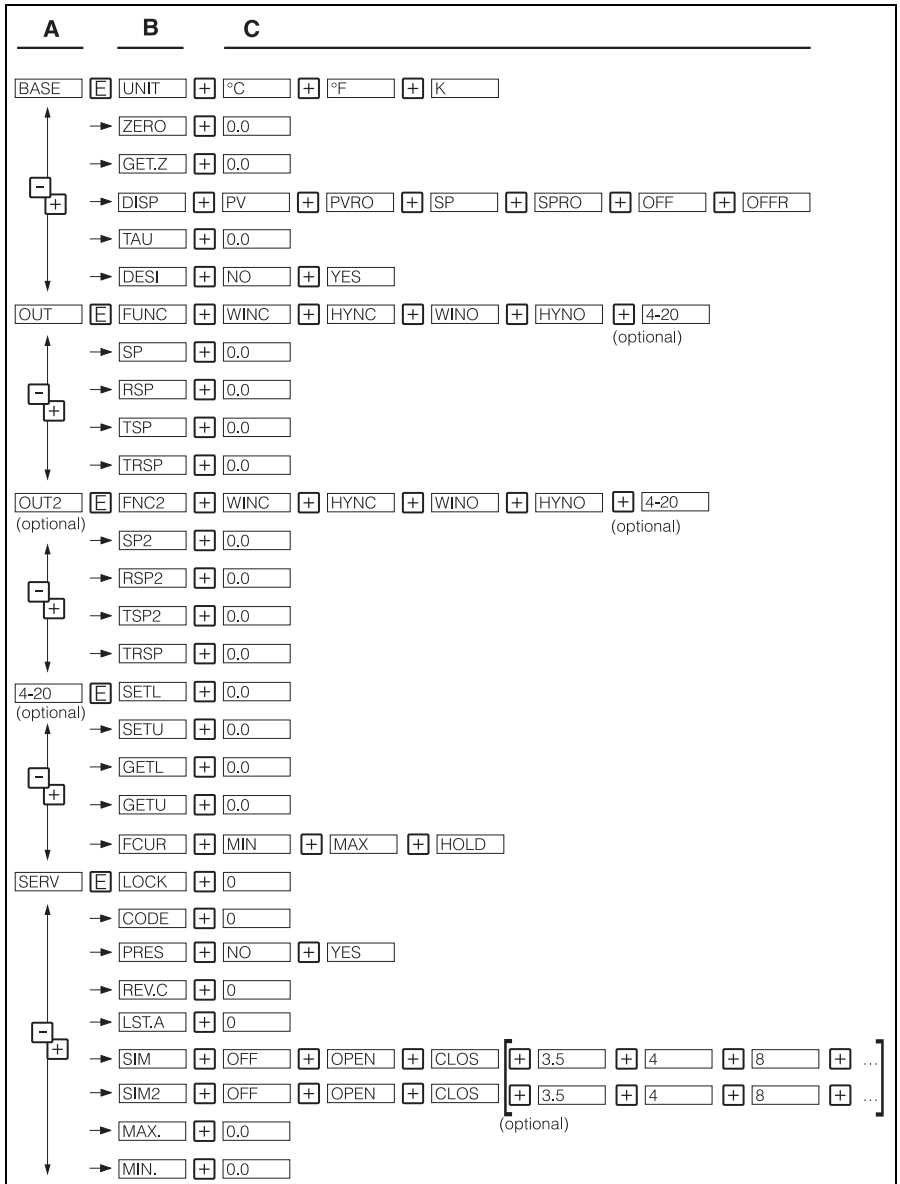 A B C
BASE E UNIT + °C + °F + K
ZERO + 0.0
GET.Z + 0.0
- +
DISP + PV + PVRO + SP + SPRO + OFF + OFFR
TAU + 0.0
DESI + NO + YES
OUT E FUNC + WINC + HYNC + WINO + HYNO + 4-20
(optional)
SP + 0.0
RSP + 0.0
- +
TSP + 0.0
TRSP + 0.0
OUT2 E FNC2 + WINC + HYNC + WINO + HYNO + 4-20
(optional) (optional)
SP2 + 0.0
RSP2 + 0.0
- +
TSP2 + 0.0
TRSP + 0.0
4-20 E SETL + 0.0
(optional)
SETU + 0.0
GETL + 0.0
- +
GETU + 0.0
FCUR + MIN + MAX + HOLD
SERV E LOCK + 0
CODE + 0
PRES + NO + YES
REV.C + 0
LST.A + 0
- +
SIM + OFF + OPEN + CLOS + 3.5 + 4 + 8 + ...
SIM2 + OFF + OPEN + CLOS + 3.5 + 4 + 8 + ...
(optional)
MAX. + 0.0
MIN. + 0.0